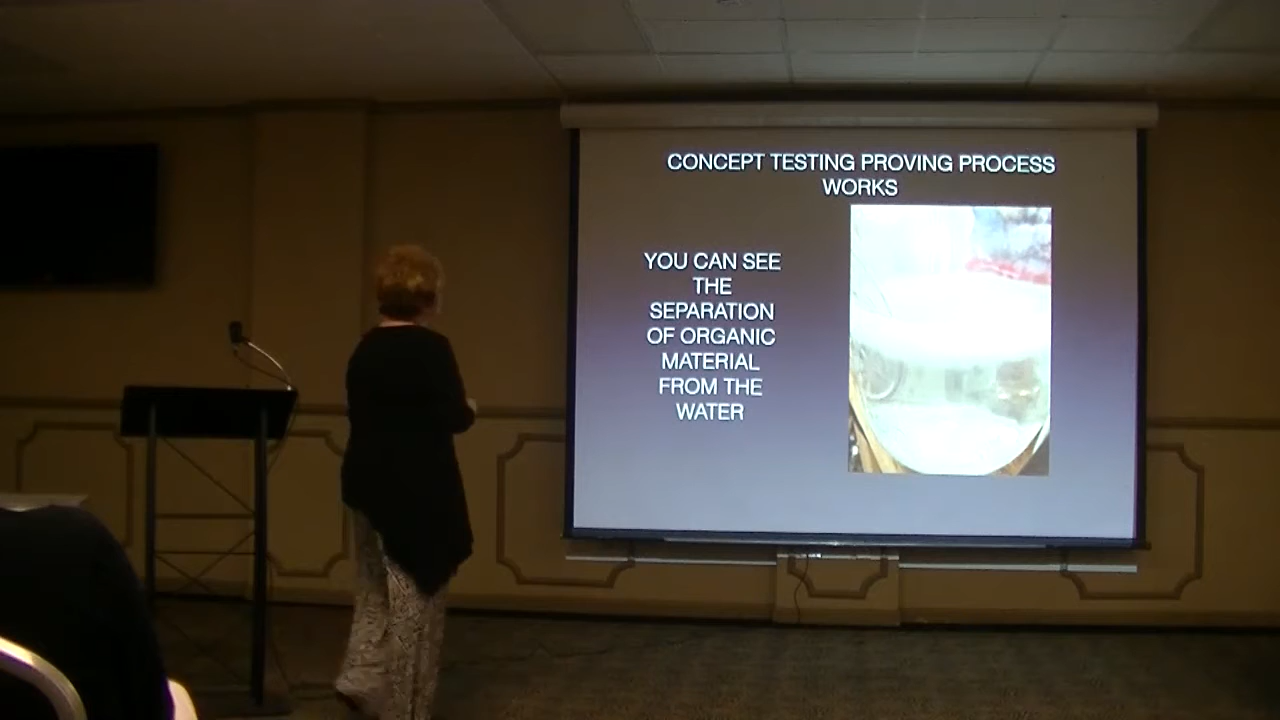 CONCEPT TESTING PROVING PROCESS
WORKS
YOU CAN SEE
THE
SEPARATION
OF ORGANIC
MATERIAL
FROM THE
WATER